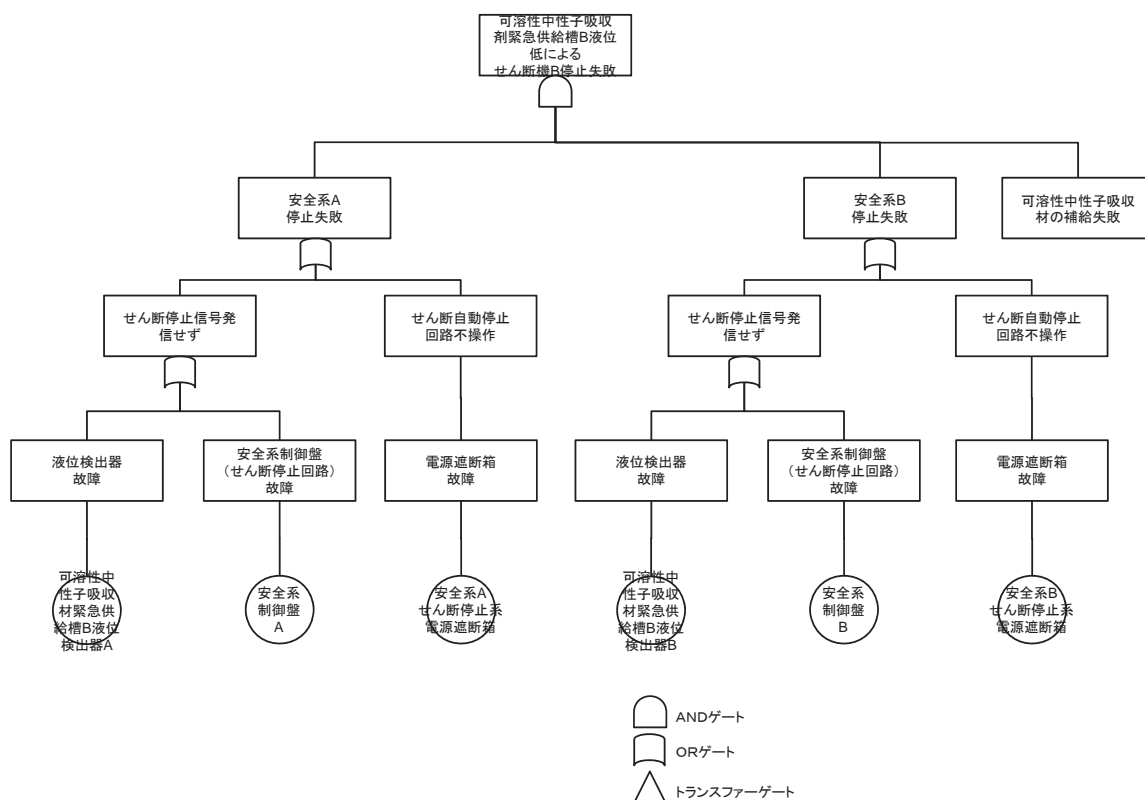 可溶性中性子吸収
剤緊急供給槽B液位
低による
せん断機B停止失敗
安全系A
停止失敗
安全系B
停止失敗
可溶性中性子吸収
材の補給失敗
せん断停止信号発
信せず
せん断自動停止
回路不操作
せん断停止信号発
信せず
せん断自動停止
回路不操作
液位検出器
故障
安全系制御盤
（せん断停止回路）
故障
電源遮断箱
故障
液位検出器
故障
安全系制御盤
（せん断停止回路）
故障
電源遮断箱
故障
可溶性中
性子吸収
材緊急供
給槽B液位
検出器A
安全系
制御盤
A
安全系A
せん断停止系
電源遮断箱
可溶性中
性子吸収
材緊急供
給槽B液位
検出器B
安全系
制御盤
B
安全系B
せん断停止系
電源遮断箱
ANDゲート
ORゲート
トランスファーゲート